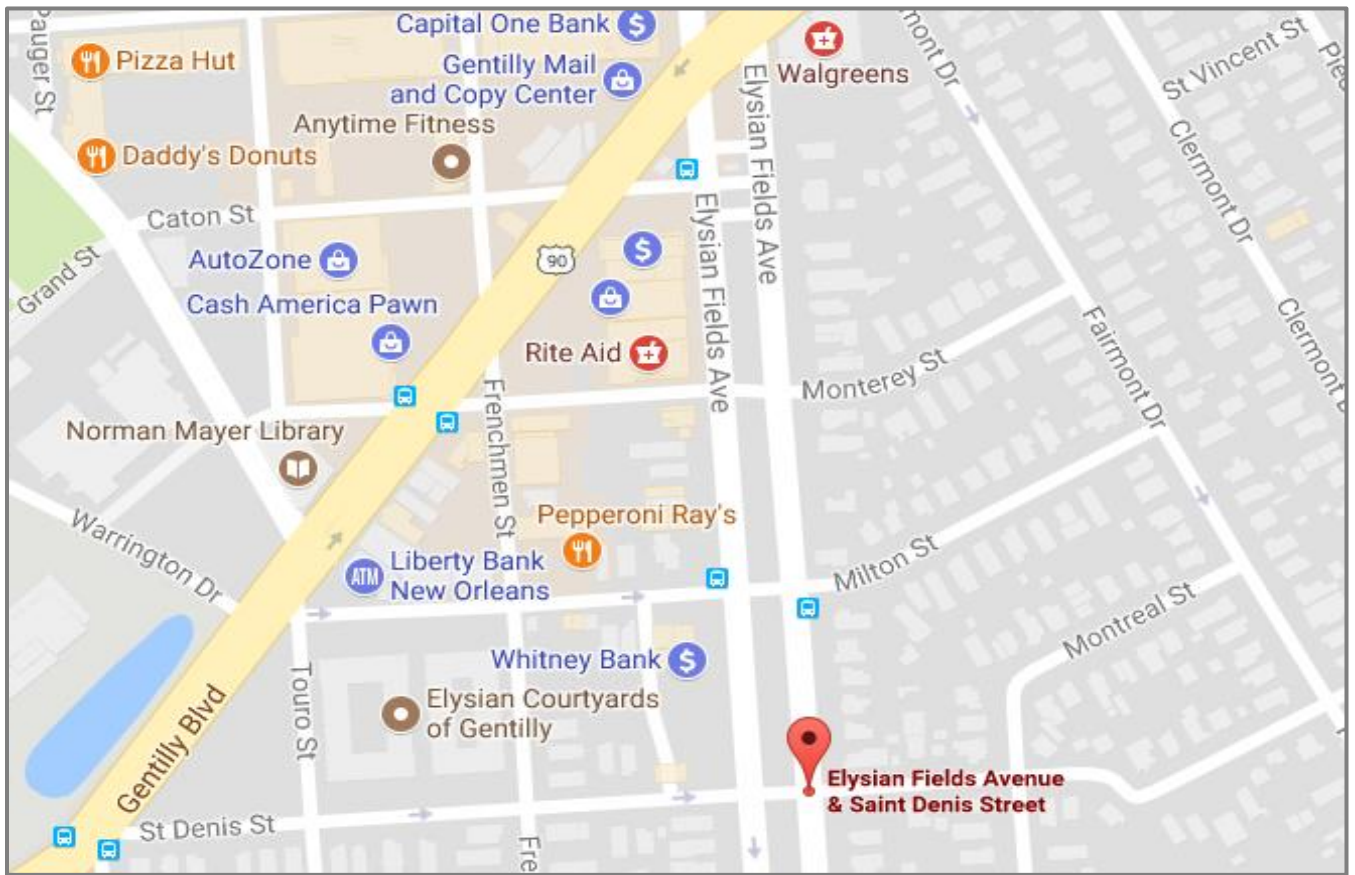 Pauger St
Pizza Hut
Daddy's Donuts
Capital One Bank
$
Gentilly Mail
and Copy Center
Anytime Fitness
Walgreens
Elysian Fields Ave
St Vincent St
Clermont Dr
Clermont
Caton St
Grand St
AutoZone
90
$
Cash America Pawn
Rite Aid
Elysian Fields Ave
Fairmont Dr
Monterey St
Frenchmen St
Norman Mayer Library
Pepperoni Ray's
Warrington Dr
ATM
Liberty Bank
New Orleans
Milton St
Montreal St
Whitney Bank
$
Touro St
Elysian Courtyards
of Gentilly
Gentilly Blvd
Elysian Fields Avenue
& Saint Denis Street
St Denis St
Fre